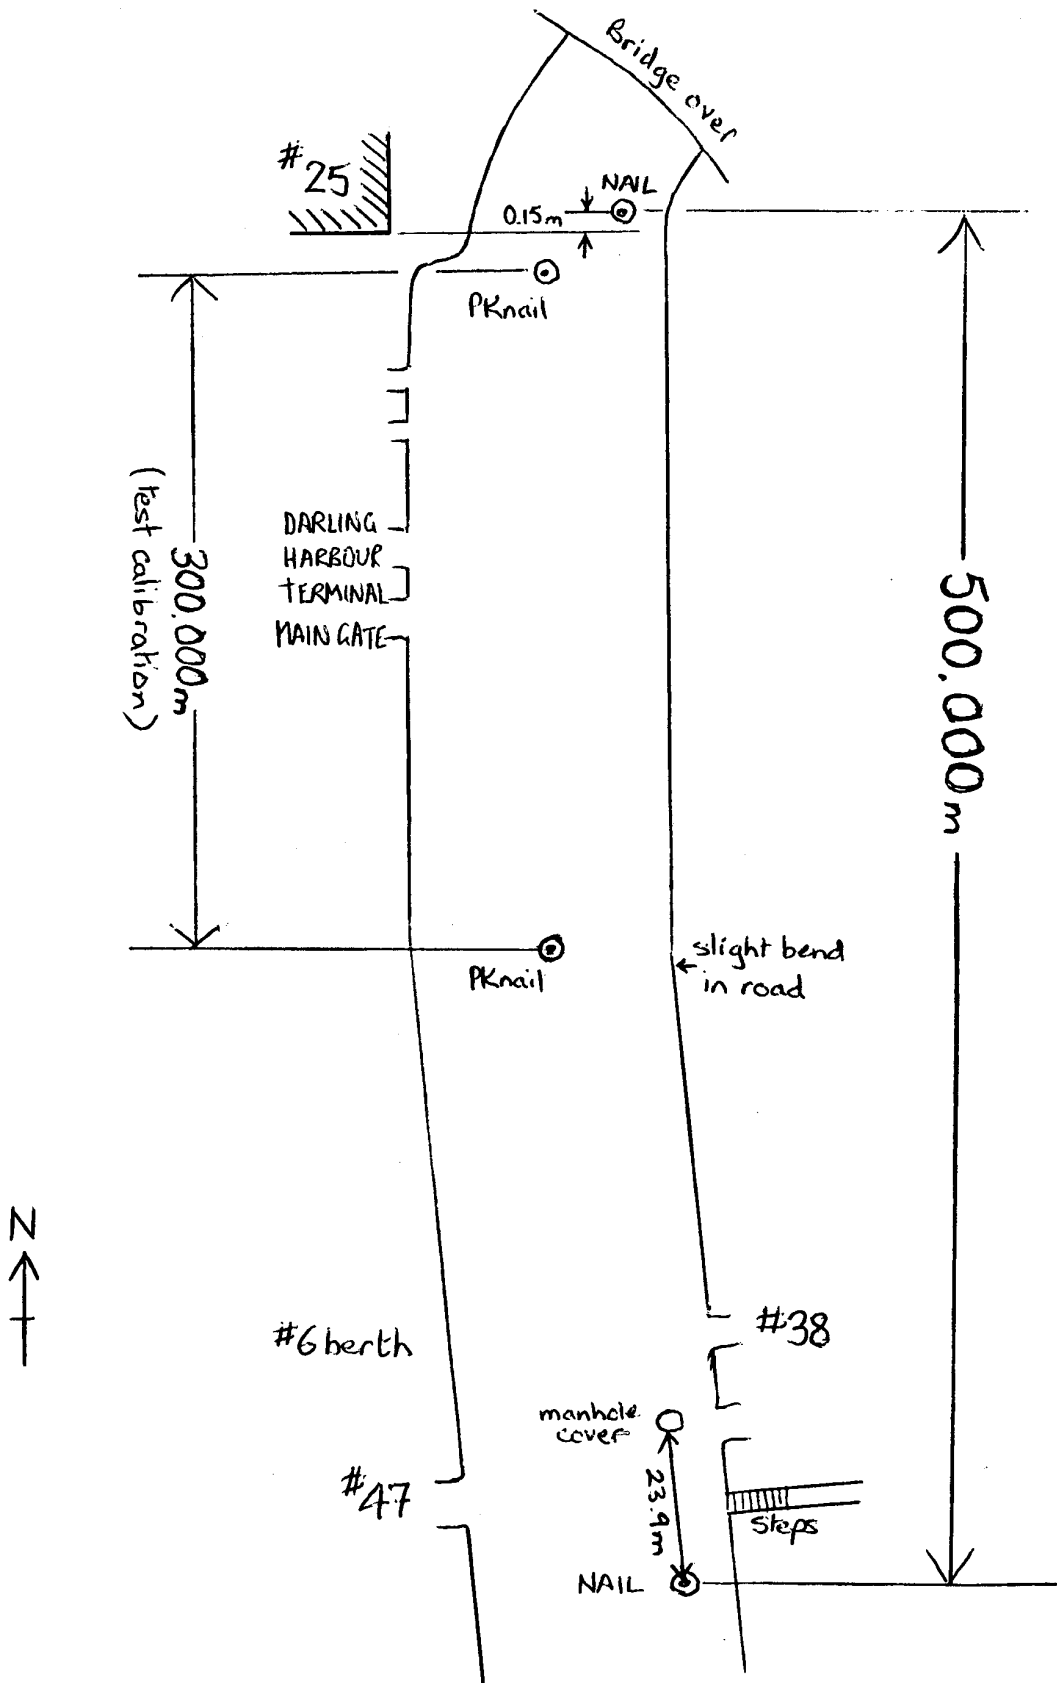 Bridge over
#25
NAIL
0.15m
PKnail
DARLING
HARBOUR
TERMINAL
MAIN GATE
300.000m
(test calibration)
500.000m
PKnail
slight bend
in road
N
#6 berth
#38
manhole
cover
#47
23.9m
steps
NAIL